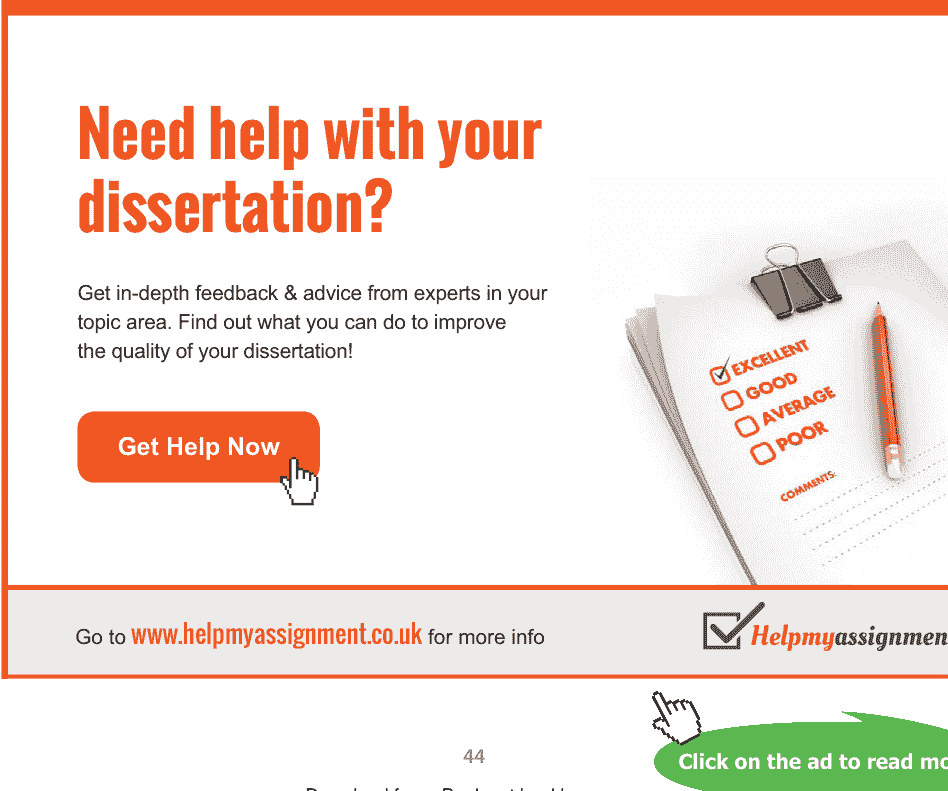 Need help with your
dissertation?
Get in-depth feedback & advice from experts in your
topic area. Find out what you can do to improve
the quality of your dissertation!
Get Help Now
EXCELLENT
GOOD
AVERAGE
POOR
COMMENTS:
Go to www.helpmyassignment.co.uk for more info
Helpmyassignmen
44
Click on the ad to read mo